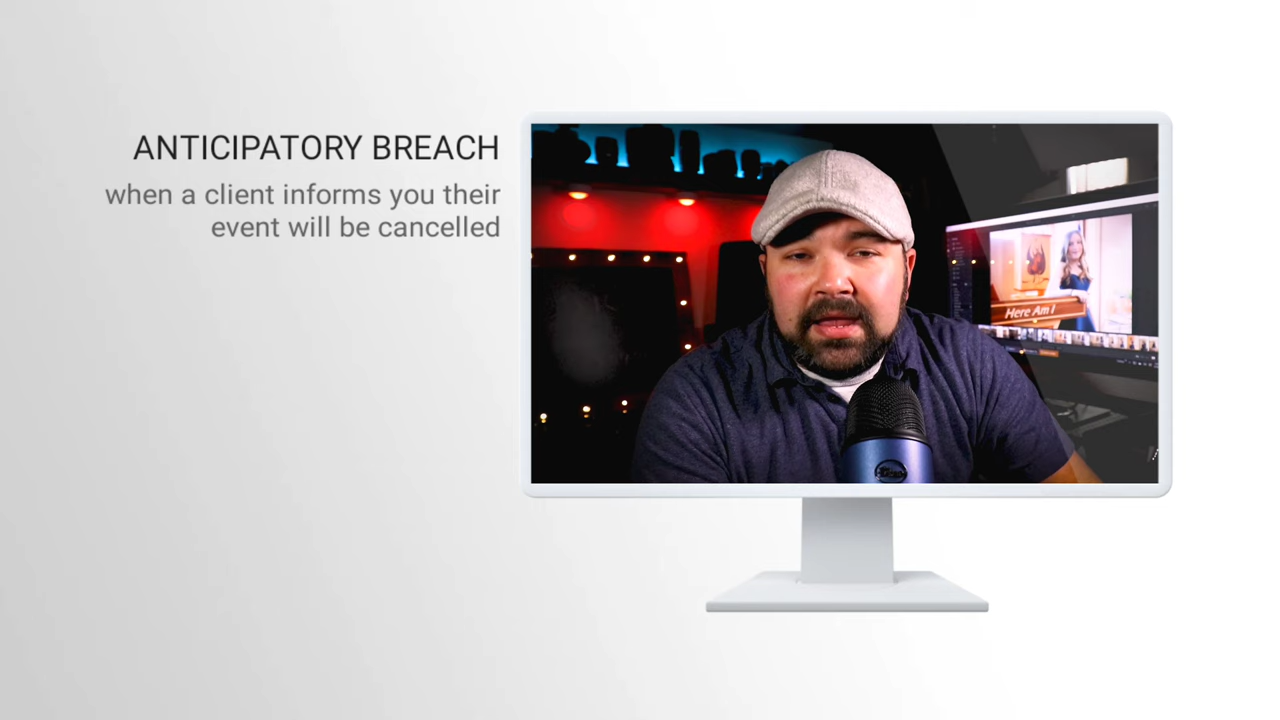 ANTICIPATORY BREACH
when a client informs you their
event will be cancelled
Here Am I